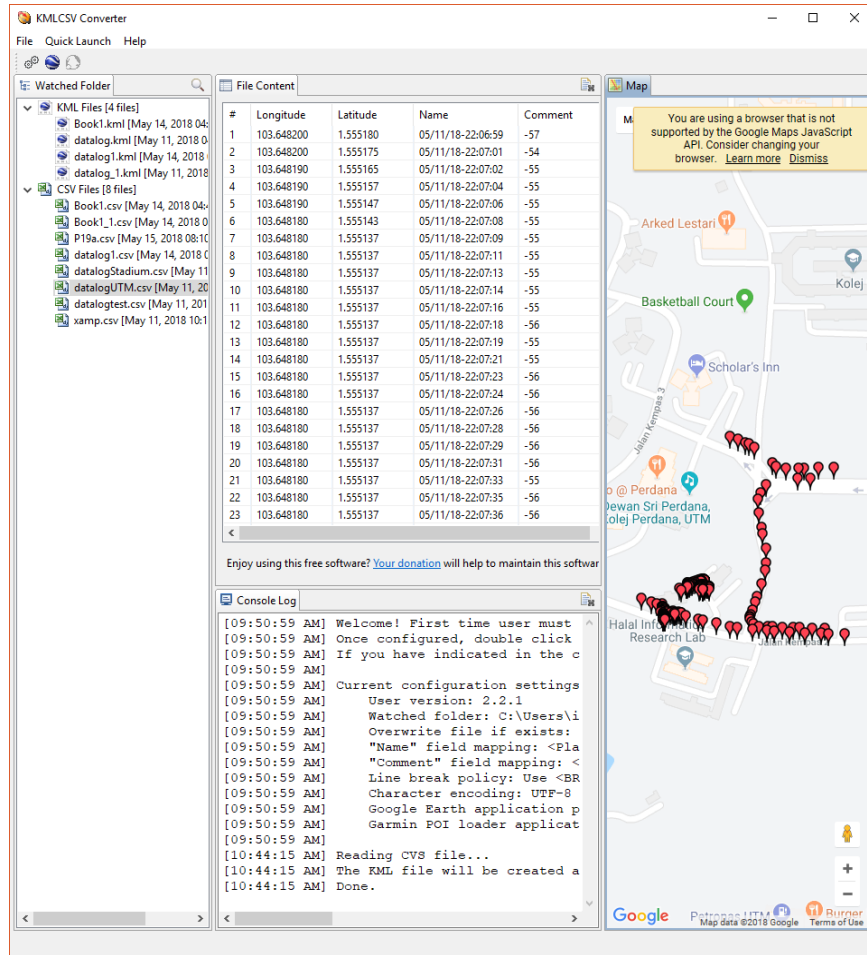 KMLCSV Converter
File Quick Launch Help
Watched Folder
KML Files [4 files]
Book1.kml [May 14, 2018 04:
datalog.kml [May 11, 2018 0
datalog1.kml [May 14, 2018
datalog_1.kml [May 11, 2018
CSV Files [8 files]
Book1.csv [May 14, 2018 04:
Book1_1.csv [May 14, 2018 0
P19a.csv [May 15, 2018 08:10
datalog1.csv [May 14, 2018
datalogStadium.csv [May 11
datalogUTM.csv [May 11, 20
datalogtest.csv [May 11, 201
xamp.csv [May 11, 2018 10:1
File Content
# Longitude Latitude Name Comment
1 103.648200 1.555180 05/11/18-22:06:59 -57
2 103.648200 1.555175 05/11/18-22:07:01 -54
3 103.648190 1.555165 05/11/18-22:07:02 -55
4 103.648190 1.555157 05/11/18-22:07:04 -55
5 103.648190 1.555147 05/11/18-22:07:06 -55
6 103.648180 1.555143 05/11/18-22:07:08 -55
7 103.648180 1.555137 05/11/18-22:07:09 -55
8 103.648180 1.555137 05/11/18-22:07:11 -55
9 103.648180 1.555137 05/11/18-22:07:13 -55
10 103.648180 1.555137 05/11/18-22:07:14 -55
11 103.648180 1.555137 05/11/18-22:07:16 -55
12 103.648180 1.555137 05/11/18-22:07:18 -56
13 103.648180 1.555137 05/11/18-22:07:19 -55
14 103.648180 1.555137 05/11/18-22:07:21 -56
15 103.648180 1.555137 05/11/18-22:07:23 -56
16 103.648180 1.555137 05/11/18-22:07:24 -56
17 103.648180 1.555137 05/11/18-22:07:26 -56
18 103.648180 1.555137 05/11/18-22:07:28 -56
19 103.648180 1.555137 05/11/18-22:07:29 -56
20 103.648180 1.555137 05/11/18-22:07:31 -56
21 103.648180 1.555137 05/11/18-22:07:33 -55
22 103.648180 1.555137 05/11/18-22:07:35 -56
23 103.648180 1.555137 05/11/18-22:07:36 -56
Enjoy using this free software? Your donation will help to maintain this softwar
Console Log
[09:50:59 AM] Welcome! First time user must
[09:50:59 AM] Once configured, double click
[09:50:59 AM] If you have indicated in the c
[09:50:59 AM]
[09:50:59 AM] Current configuration settings
[09:50:59 AM] User version: 2.2.1
[09:50:59 AM] Watched folder: C:\Users\i
[09:50:59 AM] Overwrite file if exists:
[09:50:59 AM] "Name" field mapping: <Pla
[09:50:59 AM] "Comment" field mapping: <
[09:50:59 AM] Line break policy: Use <BR
[09:50:59 AM] Character encoding: UTF-8
[09:50:59 AM] Google Earth application p
[09:50:59 AM] Garmin POI loader applicat
[09:50:59 AM]
[10:44:15 AM] Reading CVS file...
[10:44:15 AM] The KML file will be created a
[10:44:15 AM] Done.
Map
You are using a browser that is not
supported by the Google Maps JavaScript
API. Consider changing your
browser. Learn more Dismiss
Arked Lestari
Kolej
Basketball Court
Scholar's Inn
Jalan Kempas 3
o @ Perdana
Dewan Sri Perdana,
Kolej Perdana, UTM
Halal Information
Research Lab
Jalan Kempas
Google
Petronas UTM
Burger
Map data ©2018 Google Terms of Use